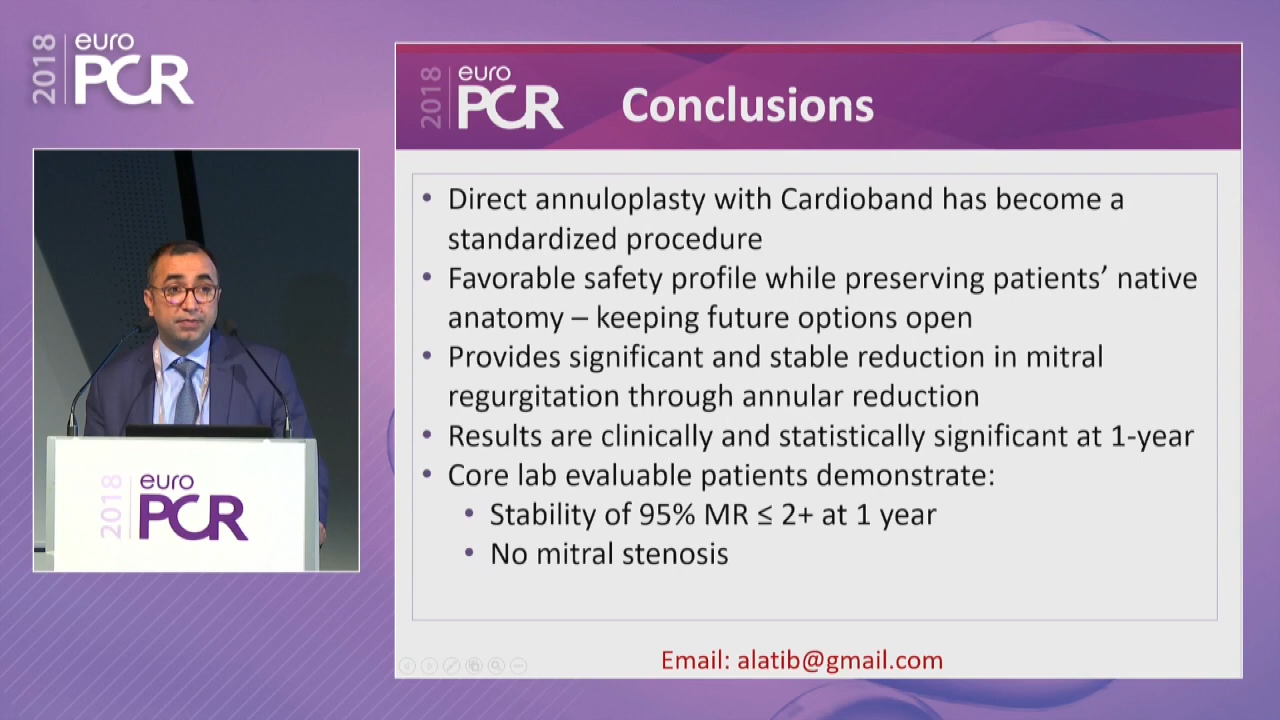 2018
euro
PCR
2018
euro
PCR
Conclusions
• Direct annuloplasty with Cardioband has become a
standardized procedure
• Favorable safety profile while preserving patients’ native
anatomy – keeping future options open
• Provides significant and stable reduction in mitral
regurgitation through annular reduction
• Results are clinically and statistically significant at 1-year
• Core lab evaluable patients demonstrate:
• Stability of 95% MR ≤ 2+ at 1 year
• No mitral stenosis
Email: alatib@gmail.com
2018
euro
PCR